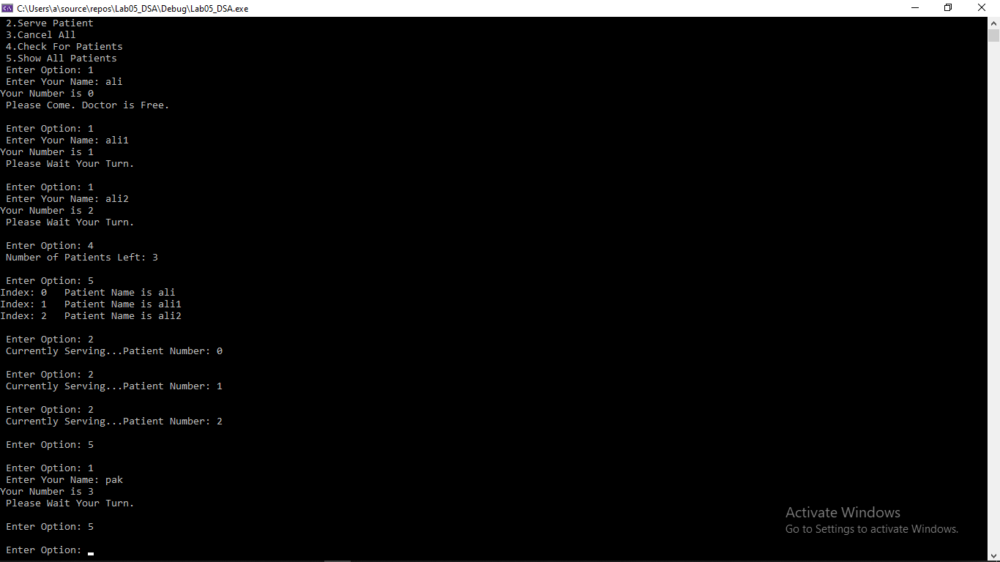 C:\Users\a\source\repos\Lab05_DSA\Debug\Lab05_DSA.exe
2.Serve Patient
3.Cancel All
4.Check For Patients
5.Show All Patients
Enter Option: 1
Enter Your Name: ali
Your Number is 0
Please Come. Doctor is Free.
Enter Option: 1
Enter Your Name: ali1
Your Number is 1
Please Wait Your Turn.
Enter Option: 1
Enter Your Name: ali2
Your Number is 2
Please Wait Your Turn.
Enter Option: 4
Number of Patients Left: 3
Enter Option: 5
Index: 0   Patient Name is ali
Index: 1   Patient Name is ali1
Index: 2   Patient Name is ali2
Enter Option: 2
Currently Serving...Patient Number: 0
Enter Option: 2
Currently Serving...Patient Number: 1
Enter Option: 2
Currently Serving...Patient Number: 2
Enter Option: 5
Enter Option: 1
Enter Your Name: pak
Your Number is 3
Please Wait Your Turn.
Enter Option: 5
Enter Option:
Activate Windows
Go to Settings to activate Windows.